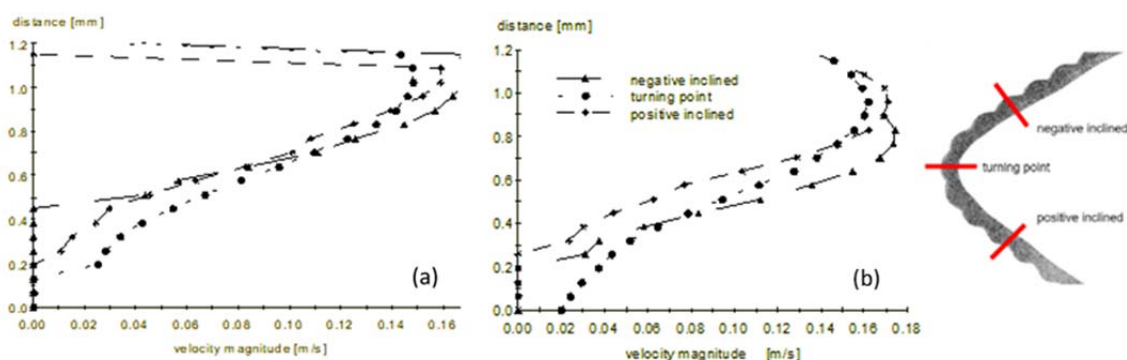 distance [mm]
1.2
1.0
0.8
0.6
0.4
0.2
0.0
0.00 0.02 0.04 0.06 0.08 0.10 0.12 0.14 0.16
velocity magnitude [m/s]
(a)
distance [mm]
1.2
1.0
0.8
0.6
0.4
0.2
0.0
negative inclined
turning point
positive inclined
0.00 0.02 0.04 0.06 0.08 0.10 0.12 0.14 0.16 0.18
velocity magnitude [m/s]
(b)
negative inclined
turning point
positive inclined